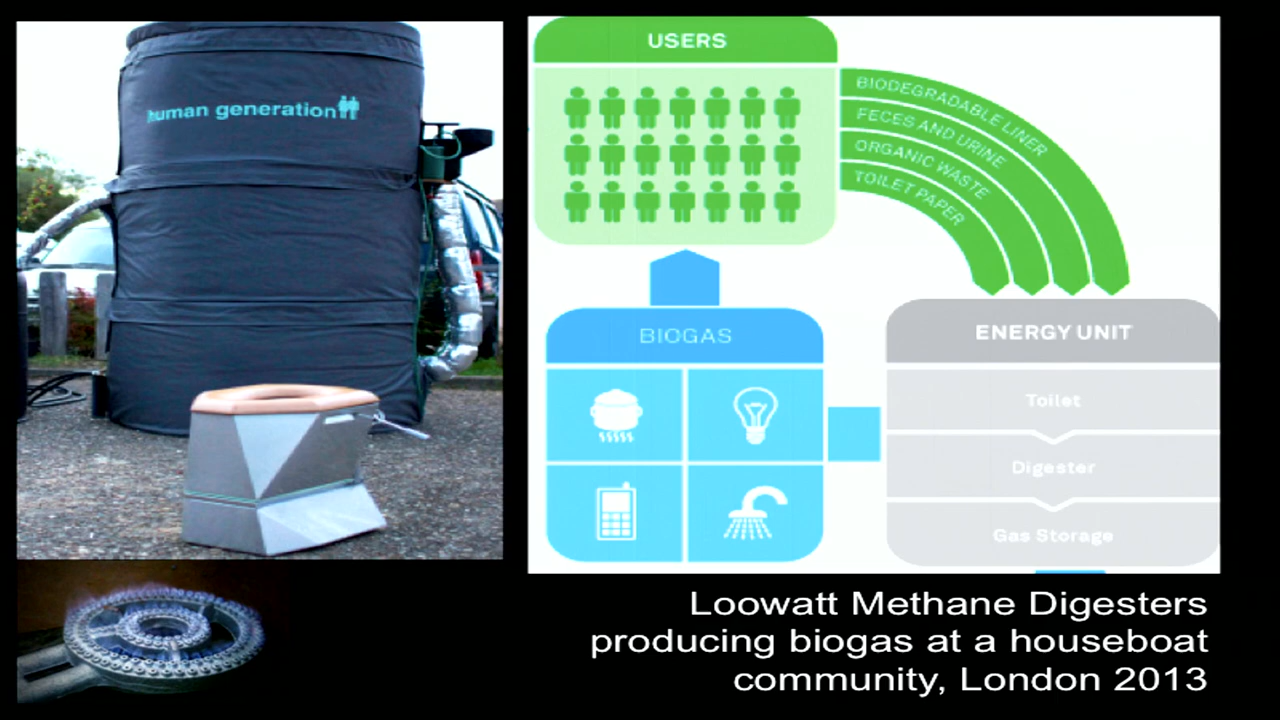 human generation
USERS
BIODEGRADABLE LINER
FECES AND URINE
ORGANIC WASTE
TOILET PAPER
BIOGAS
ENERGY UNIT
Toilet
Digester
Gas Storage
Loowatt Methane Digesters
producing biogas at a houseboat
community, London 2013